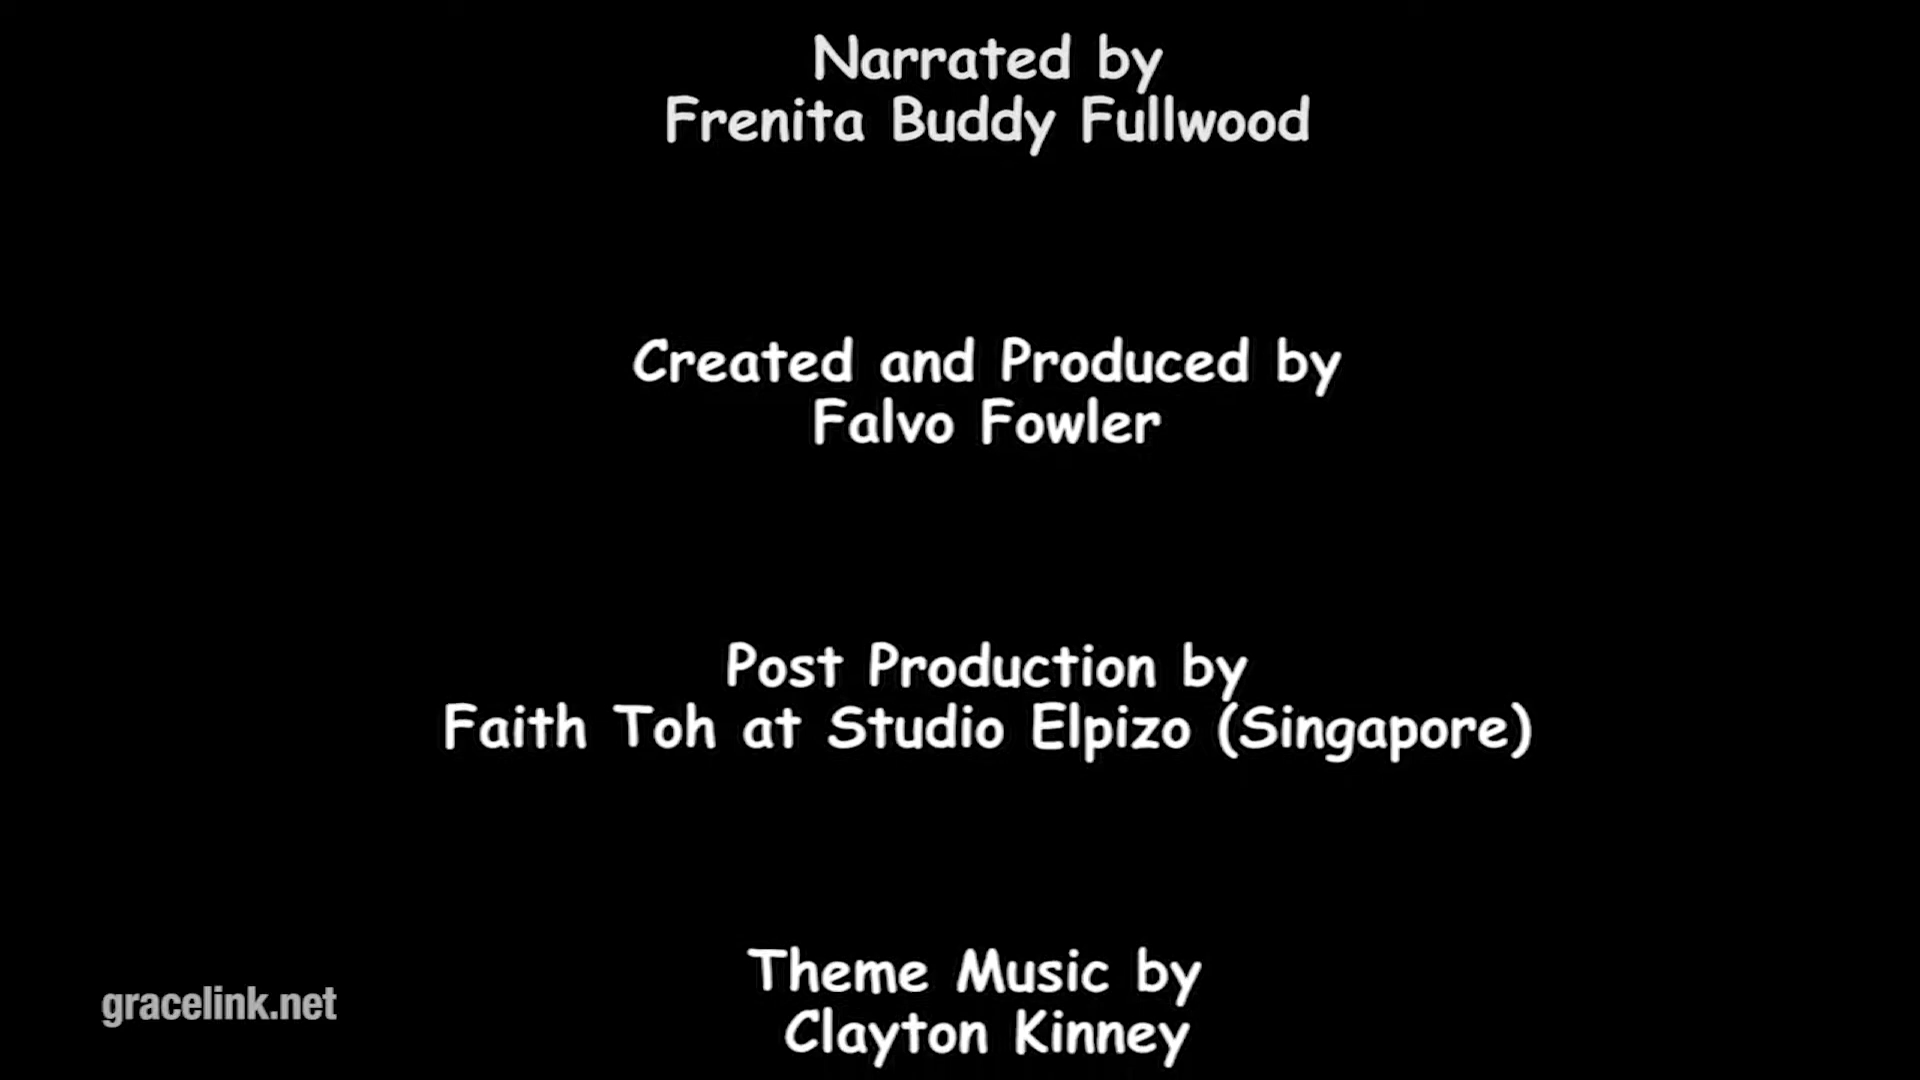 Narrated by
Frenita Buddy Fullwood
Created and Produced by
Falvo Fowler
Post Production by
Faith Toh at Studio Elpizo (Singapore)
Theme Music by
Clayton Kinney
gracelink.net